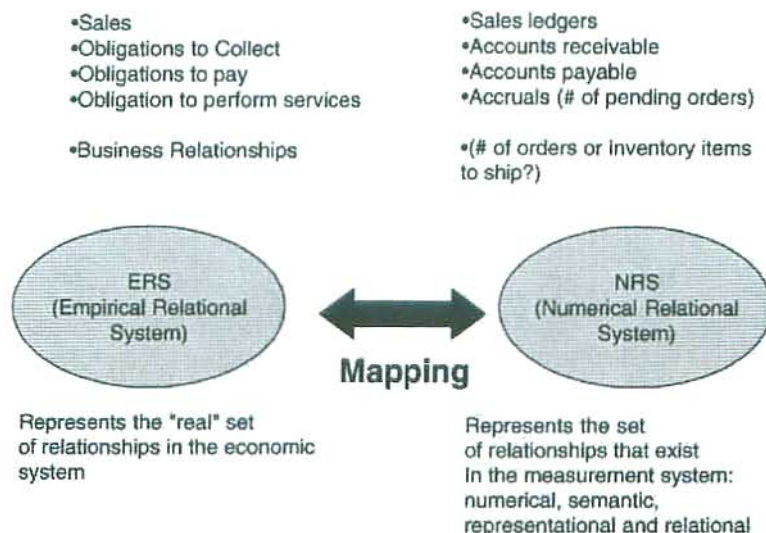 •Sales
•Obligations to Collect
•Obligations to pay
•Obligation to perform services
•Business Relationships
•Sales ledgers
•Accounts receivable
•Accounts payable
•Accruals (# of pending orders)
•(# of orders or inventory items
to ship?)
ERS
(Empirical Relational
System)
Mapping
NRS
(Numerical Relational
System)
Represents the "real" set
of relationships in the economic
system
Represents the set
of relationships that exist
In the measurement system:
numerical, semantic,
representational and relational